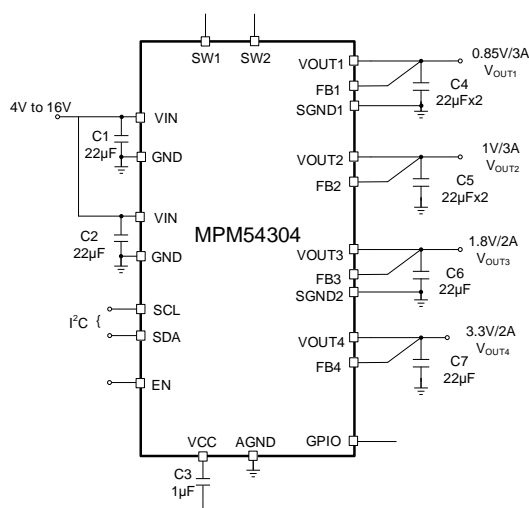 SW1 SW2
4V to 16V
VIN
C1
22µF
GND
VIN
C2
22µF
GND
SCL
I²C {
SDA
EN
VCC AGND
C3
1µF
MPM54304
VOUT1
0.85V/3A
VOUT1
FB1
C4
22µFx2
SGND1
VOUT2
1V/3A
VOUT2
FB2
C5
22µFx2
VOUT3
1.8V/2A
VOUT3
FB3
C6
22µF
SGND2
VOUT4
3.3V/2A
VOUT4
FB4
C7
22µF
GPIO